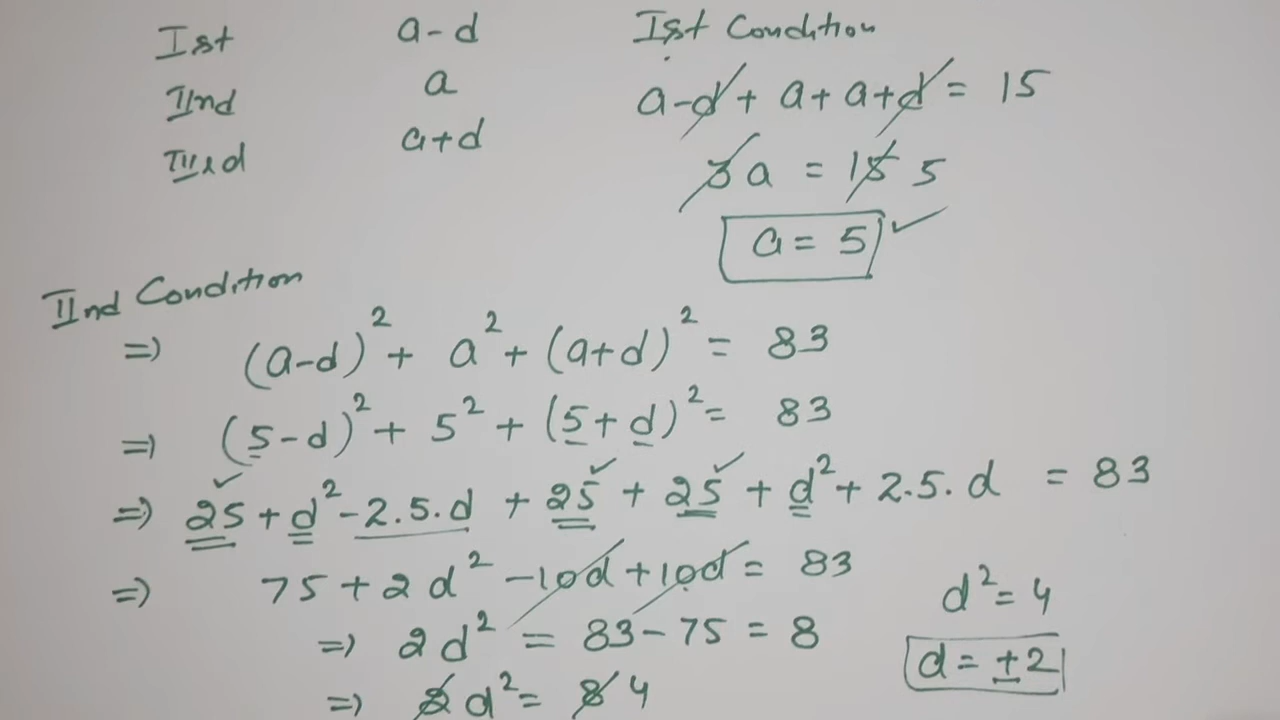 Ist a-d
IInd a
IIIrd a+d
Ist Condition
a-d+ a+a+d = 15
3a = 15 5
a = 5 ✓
IInd Condition
=) (a-d)² + a² + (a+d)² = 83
=) (5-d)² + 5² + (5+d)² = 83
=) 25+d²-2.5.d + 25 + 25 + d² + 2.5.d = 83
=) 75+2d² -10d+10d = 83
=) 2d² = 83-75 = 8
=) 2d² = 8 4
d² = 4
d = ±2